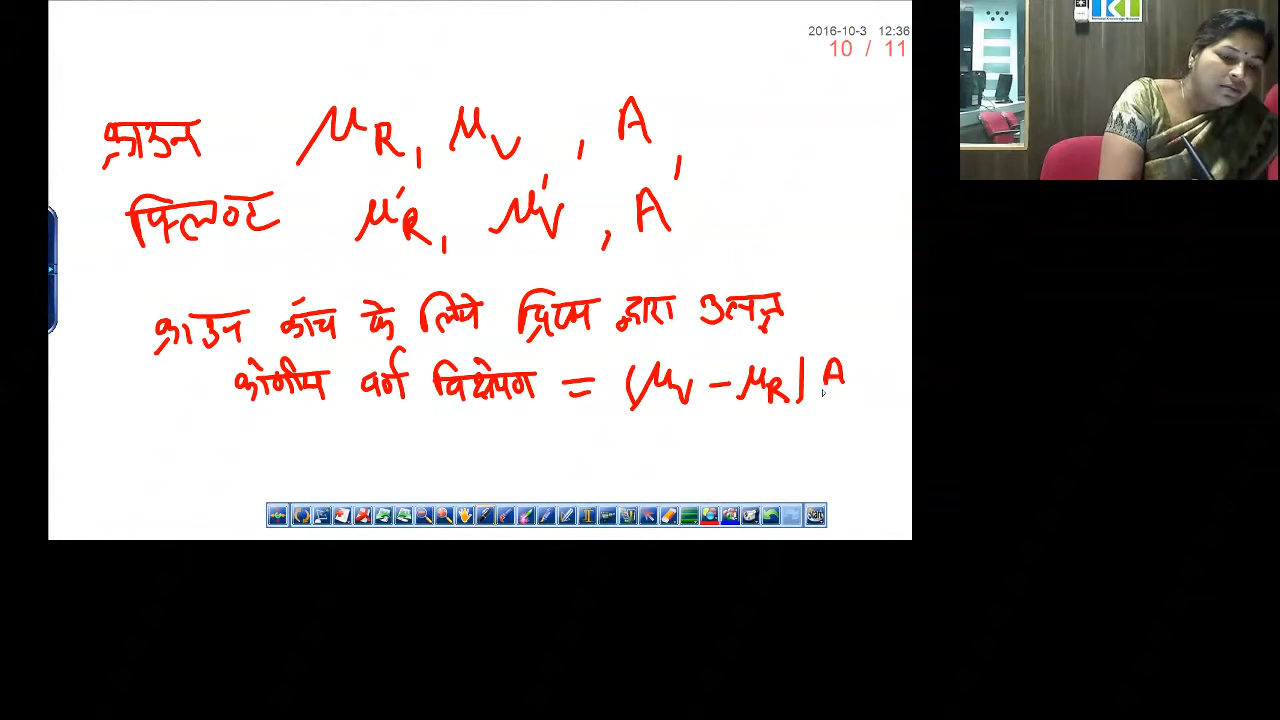 2016-10-3 12:36
10 / 11
क्राउन μR, μV, A,
फ्लिण्ट μ'R, μ'V, A'
क्राउन कांच के लिये प्रिज्म द्वारा उत्पन्न
कोणीय वर्ण विक्षेपण = (μV - μR) A